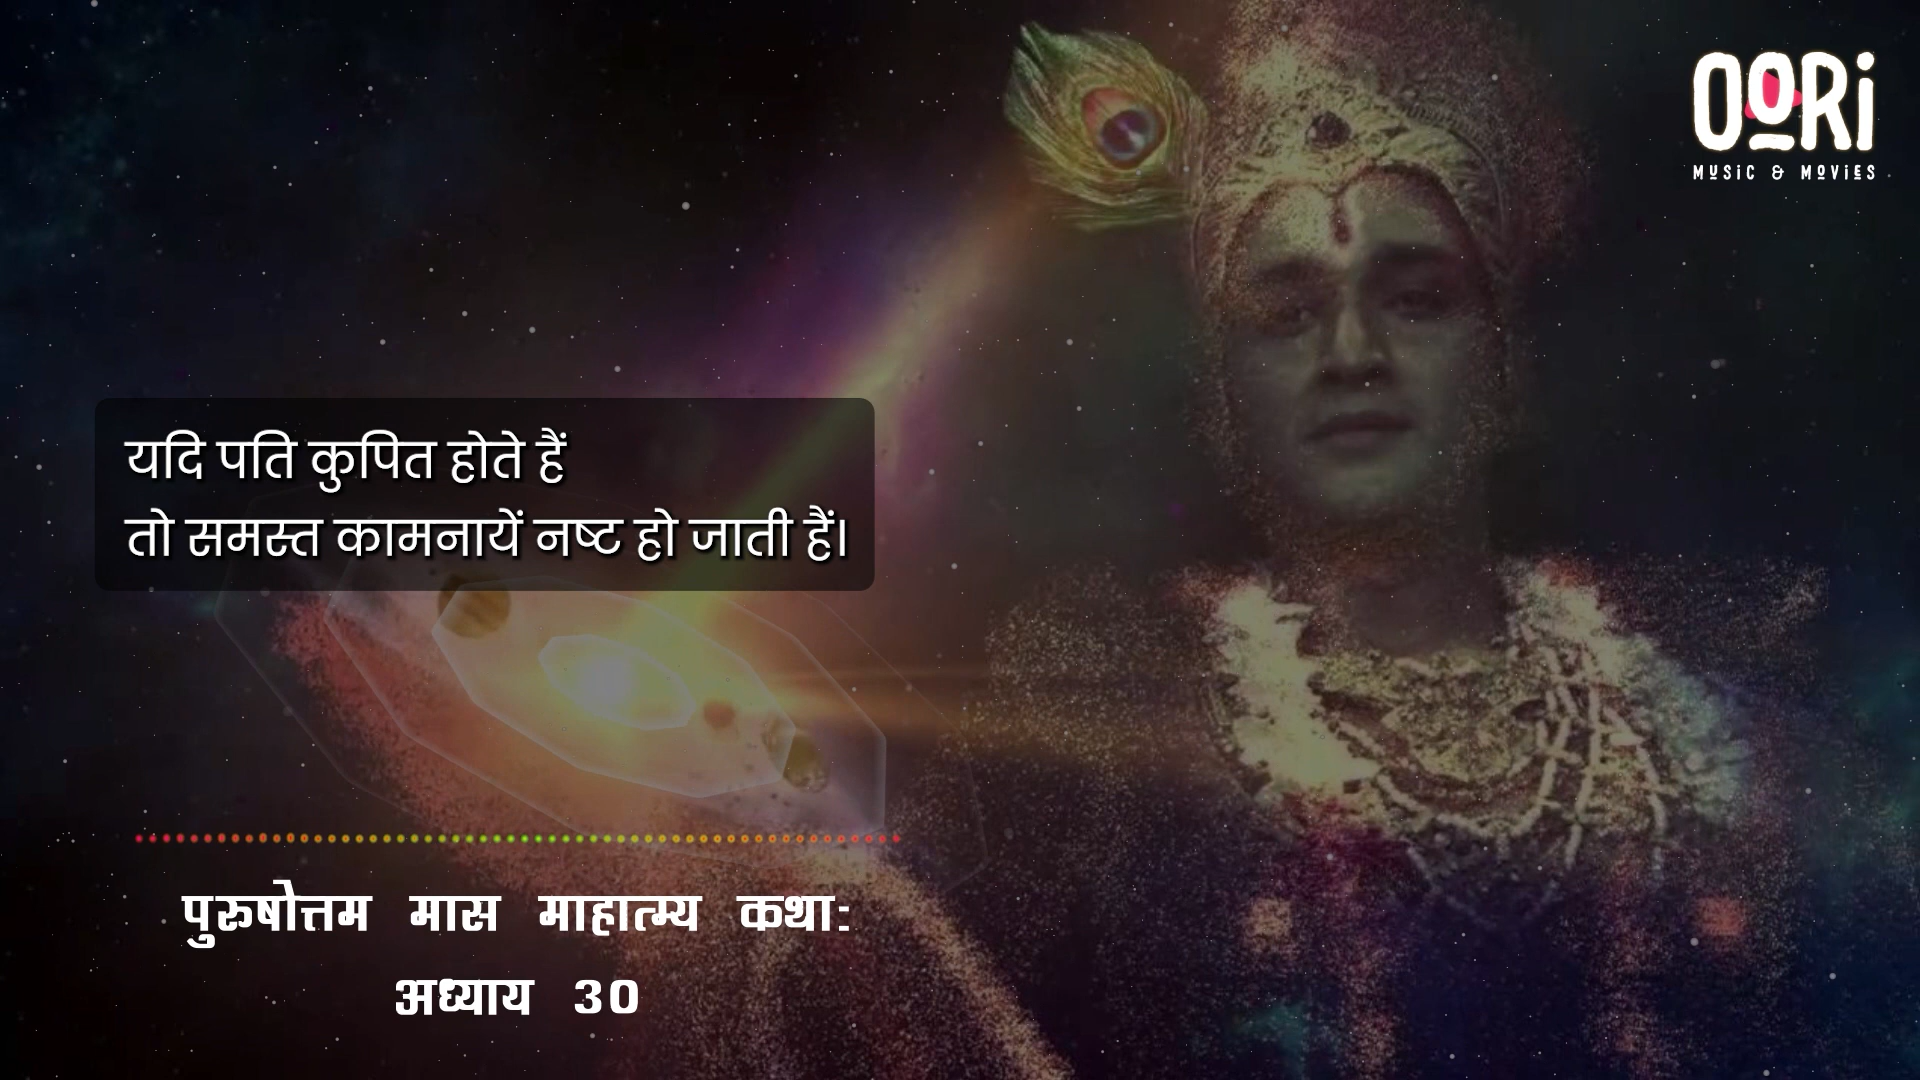 OORi
MUSIC & MOVIES
यदि पति कुपित होते हैं
तो समस्त कामनायें नष्ट हो जाती हैं।
पुरुषोत्तम मास माहात्म्य कथा:
अध्याय 30